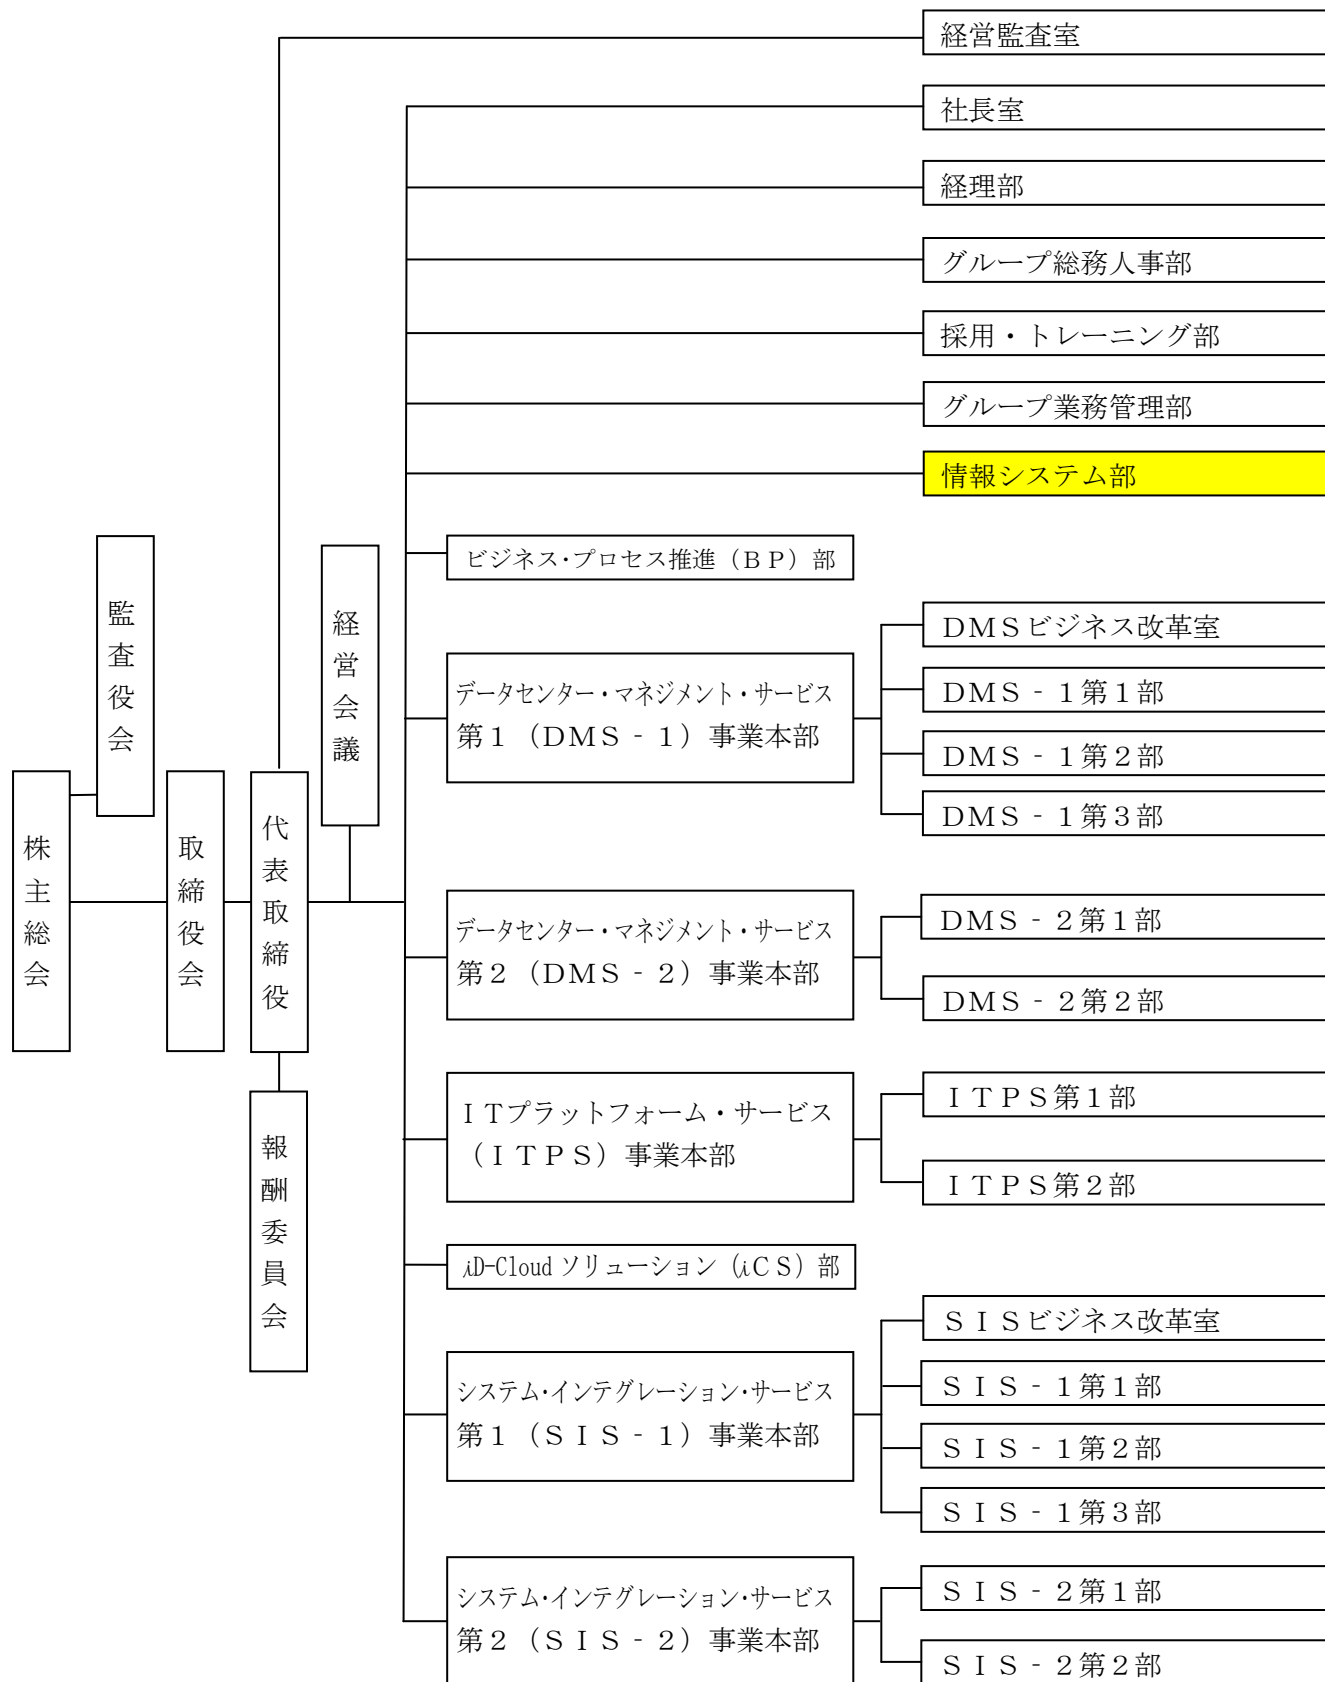 経営監査室
社長室
経理部
グループ総務人事部
採用・トレーニング部
グループ業務管理部
情報システム部
ビジネス・プロセス推進（ＢＰ）部
監査役会
経営会議
株主総会
取締役会
代表取締役
報酬委員会
データセンター・マネジメント・サービス
第１（ＤＭＳ‐１）事業本部
ＤＭＳビジネス改革室
ＤＭＳ‐１第１部
ＤＭＳ‐１第２部
ＤＭＳ‐１第３部
データセンター・マネジメント・サービス
第２（ＤＭＳ‐２）事業本部
ＤＭＳ‐２第１部
ＤＭＳ‐２第２部
ＩＴプラットフォーム・サービス
（ＩＴＰＳ）事業本部
ＩＴＰＳ第１部
ＩＴＰＳ第２部
iD-Cloudソリューション（iＣＳ）部
システム・インテグレーション・サービス
第１（ＳＩＳ‐１）事業本部
ＳＩＳビジネス改革室
ＳＩＳ‐１第１部
ＳＩＳ‐１第２部
ＳＩＳ‐１第３部
システム・インテグレーション・サービス
第２（ＳＩＳ‐２）事業本部
ＳＩＳ‐２第１部
ＳＩＳ‐２第２部